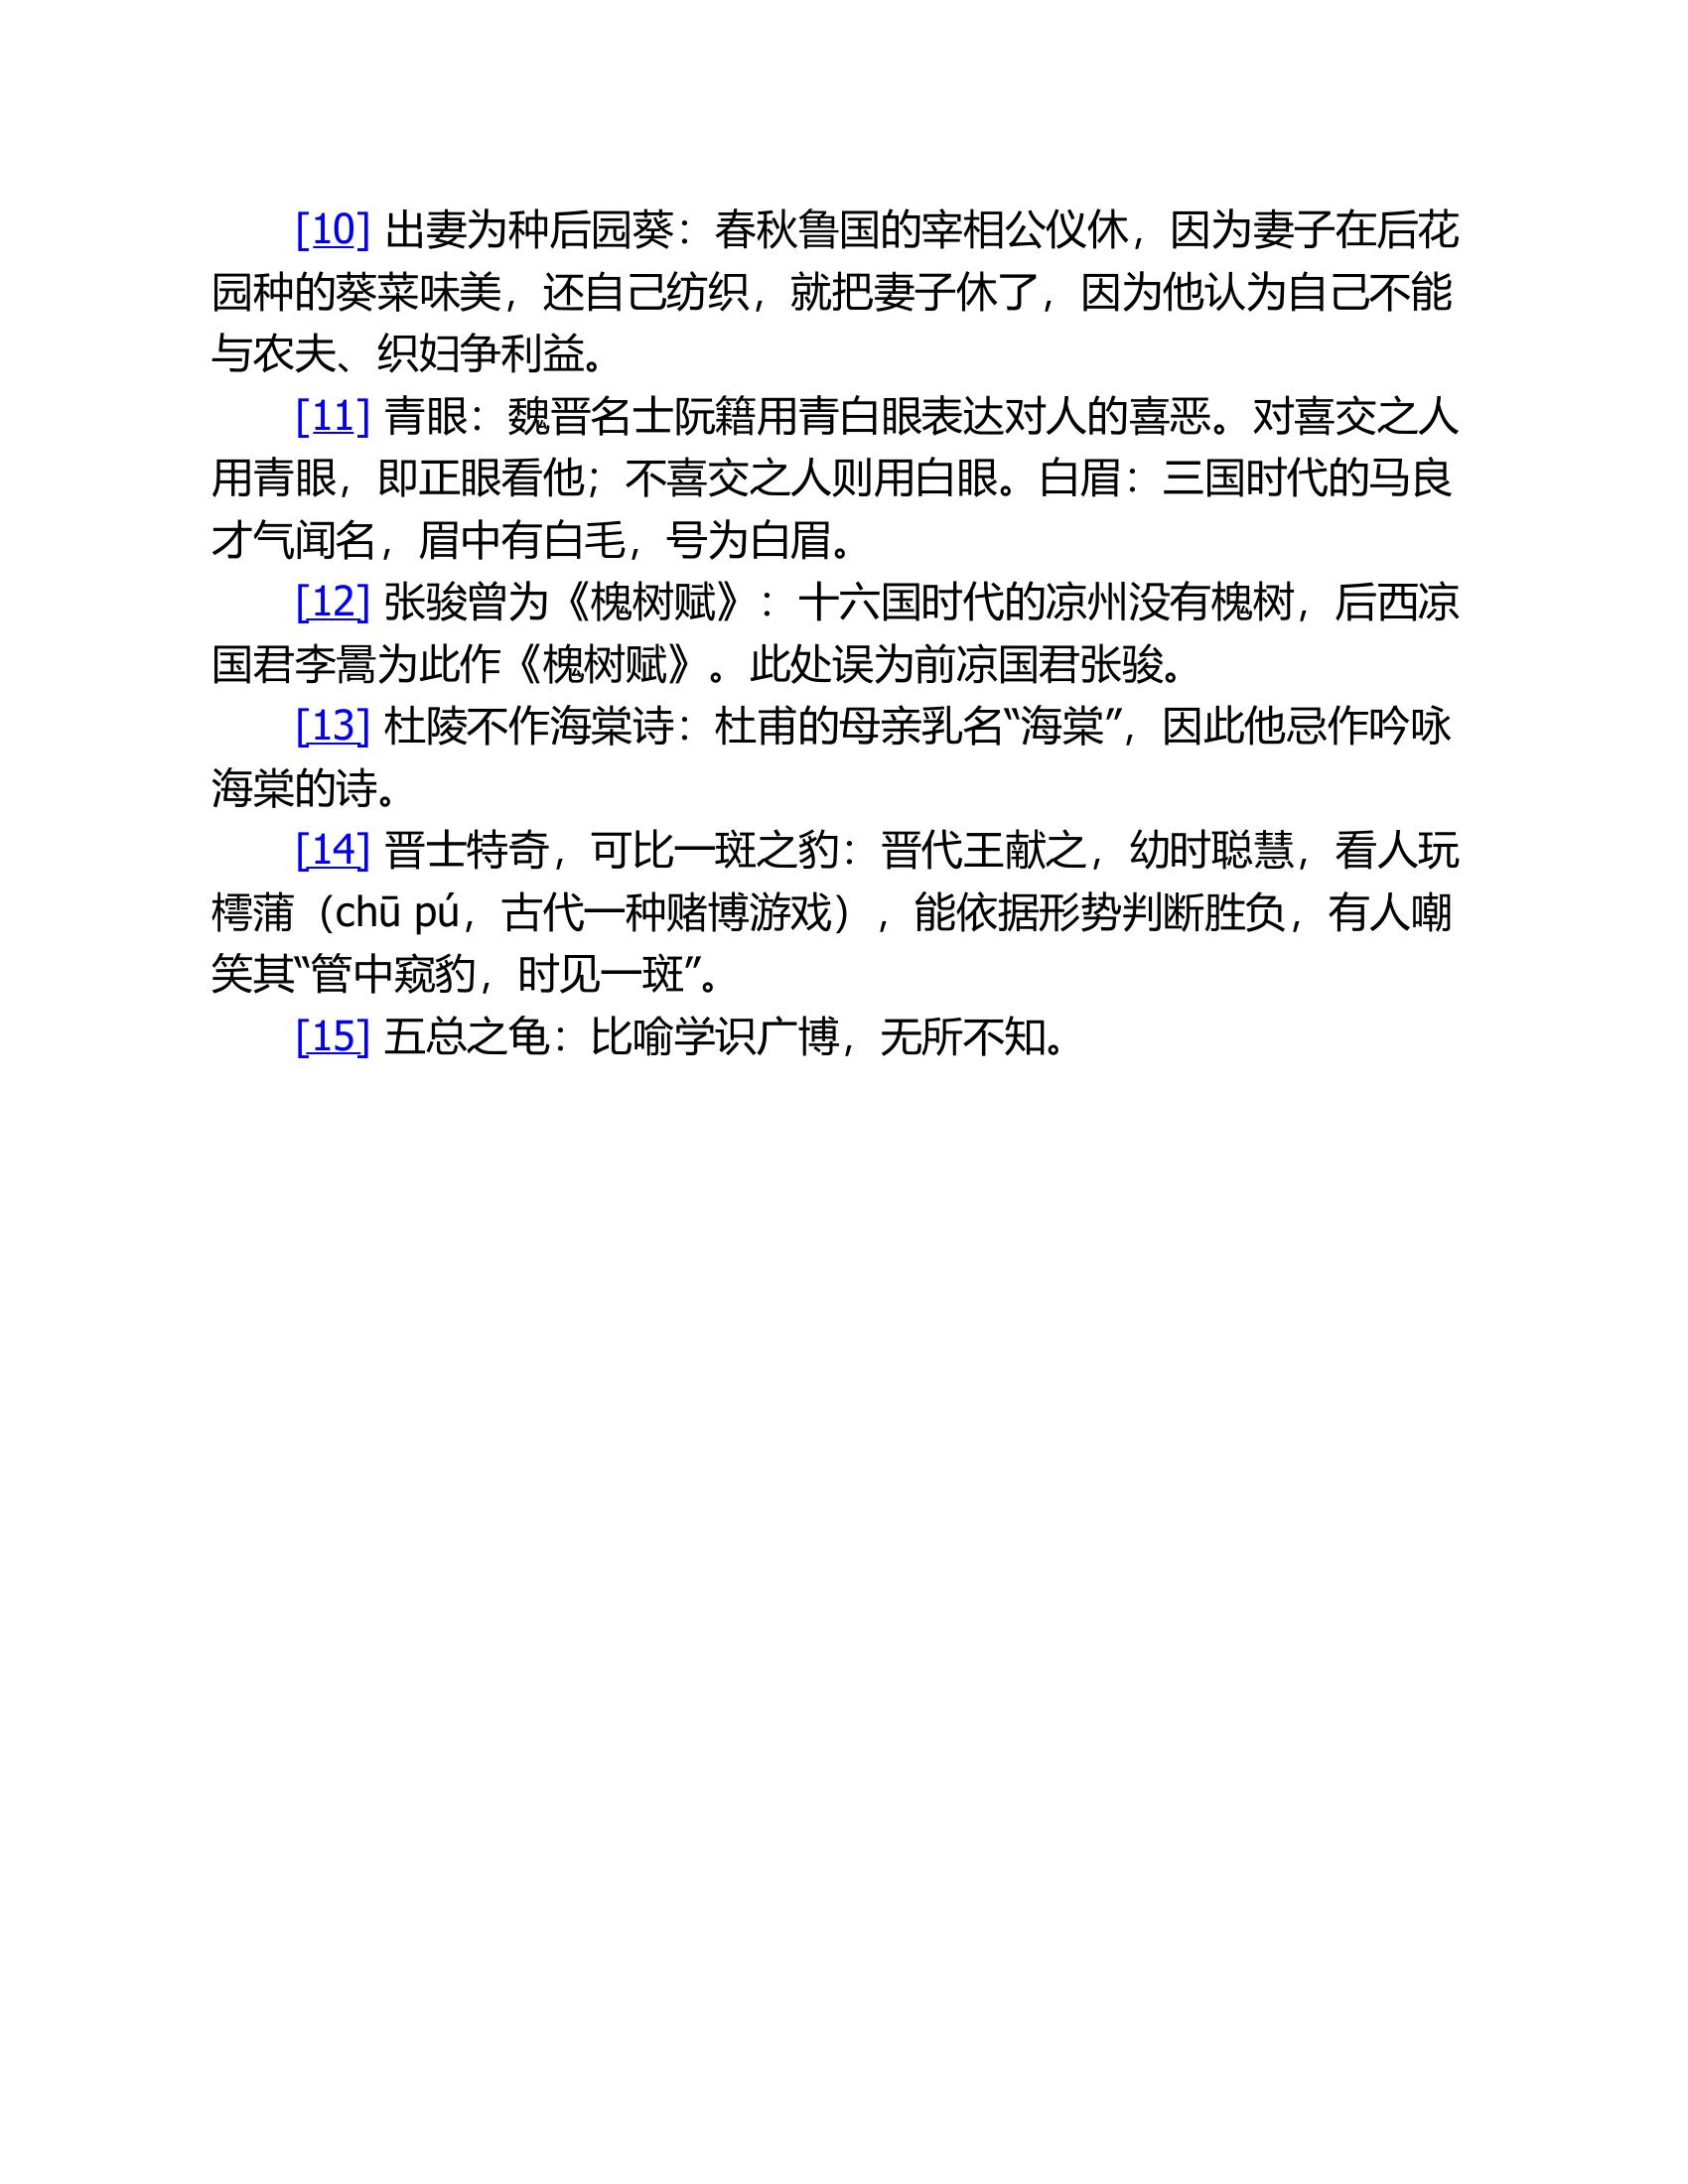 [10] 出妻为种后园葵：春秋鲁国的宰相公仪休，因为妻子在后花
园种的葵菜味美，还自己纺织，就把妻子休了，因为他认为自己不能
与农夫、织妇争利益。
[11] 青眼：魏晋名士阮籍用青白眼表达对人的喜恶。对喜交之人
用青眼，即正眼看他；不喜交之人则用白眼。白眉：三国时代的马良
才气闻名，眉中有白毛，号为白眉。
[12] 张骏曾为《槐树赋》：十六国时代的凉州没有槐树，后西凉
国君李暠为此作《槐树赋》。此处误为前凉国君张骏。
[13] 杜陵不作海棠诗：杜甫的母亲乳名“海棠”，因此他忌作吟咏
海棠的诗。
[14] 晋士特奇，可比一斑之豹：晋代王献之，幼时聪慧，看人玩
樗蒲（chū pú，古代一种赌博游戏），能依据形势判断胜负，有人嘲
笑其“管中窥豹，时见一斑”。
[15] 五总之龟：比喻学识广博，无所不知。